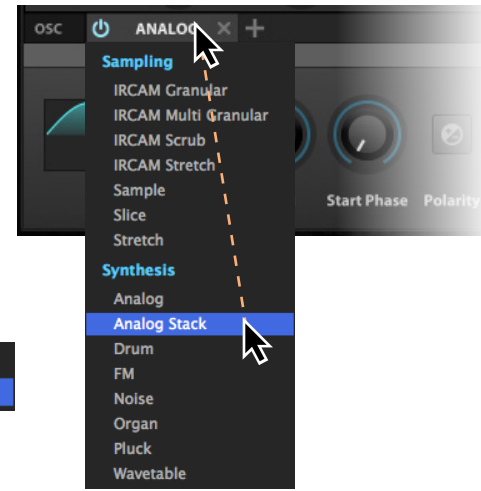 OSC ANALOG
Sampling
IRCAM Granular
IRCAM Multi Granular
IRCAM Scrub
IRCAM Stretch
Sample
Slice
Stretch
Start Phase Polarity
Synthesis
Analog
Analog Stack
Drum
FM
Noise
Organ
Pluck
Wavetable